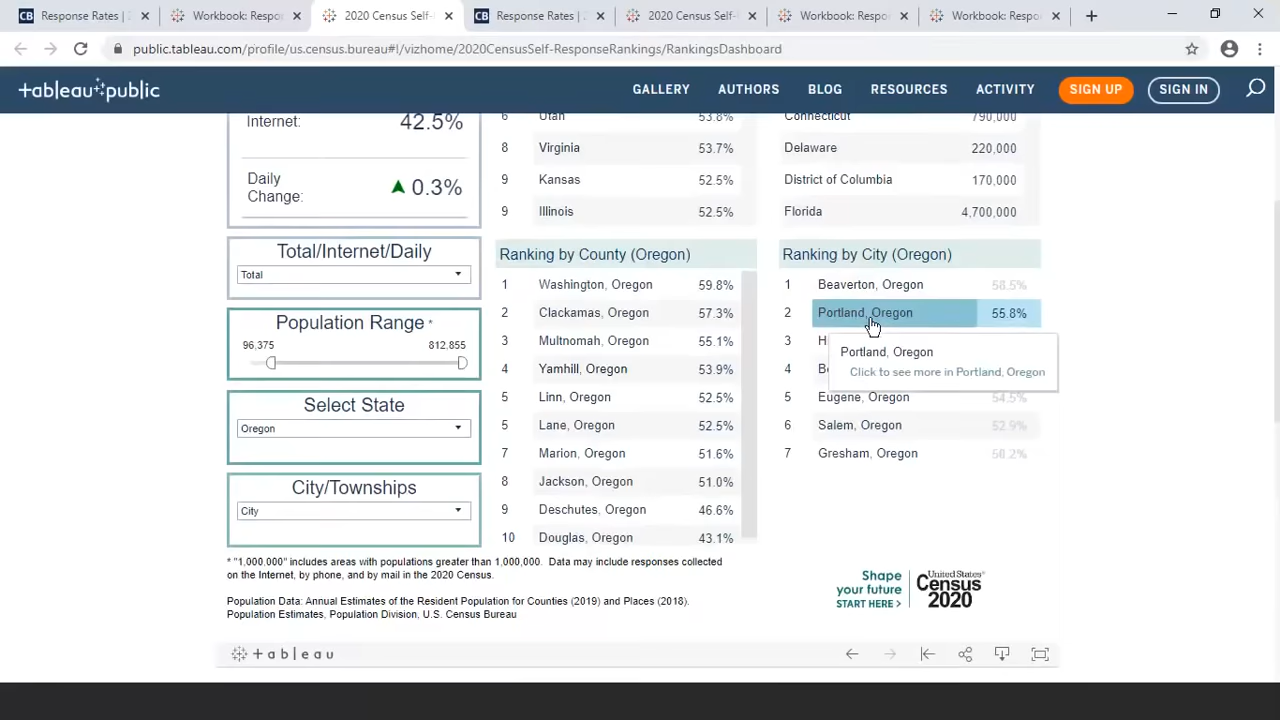 Response Rates | 2
Workbook: Respo
2020 Census Self-
Response Rates | 2
2020 Census Self-
Workbook: Respo
Workbook: Respo
public.tableau.com/profile/us.census.bureau#!/vizhome/2020CensusSelf-ResponseRankings/RankingsDashboard
+ableau public
GALLERY
AUTHORS
BLOG
RESOURCES
ACTIVITY
SIGN UP
SIGN IN
Internet: 42.5%
Daily Change: 0.3%
6 Utah 53.8%
8 Virginia 53.7%
9 Kansas 52.5%
9 Illinois 52.5%
Connecticut 790,000
Delaware 220,000
District of Columbia 170,000
Florida 4,700,000
Total/Internet/Daily
Total
Population Range *
96,375 812,855
Select State
Oregon
City/Townships
City
Ranking by County (Oregon)
1 Washington, Oregon 59.8%
2 Clackamas, Oregon 57.3%
3 Multnomah, Oregon 55.1%
4 Yamhill, Oregon 53.9%
5 Linn, Oregon 52.5%
5 Lane, Oregon 52.5%
7 Marion, Oregon 51.6%
8 Jackson, Oregon 51.0%
9 Deschutes, Oregon 46.6%
10 Douglas, Oregon 43.1%
Ranking by City (Oregon)
1 Beaverton, Oregon 58.5%
2 Portland, Oregon 55.8%
3
4
Portland, Oregon
Click to see more in Portland, Oregon
5 Eugene, Oregon 54.5%
6 Salem, Oregon 52.9%
7 Gresham, Oregon 50.2%
* "1,000,000" includes areas with populations greater than 1,000,000. Data may include responses collected
on the Internet, by phone, and by mail in the 2020 Census.
Population Data: Annual Estimates of the Resident Population for Counties (2019) and Places (2018).
Population Estimates, Population Division, U.S. Census Bureau
Shape
your future
START HERE >
United States®
Census
2020
+ a b l e a u